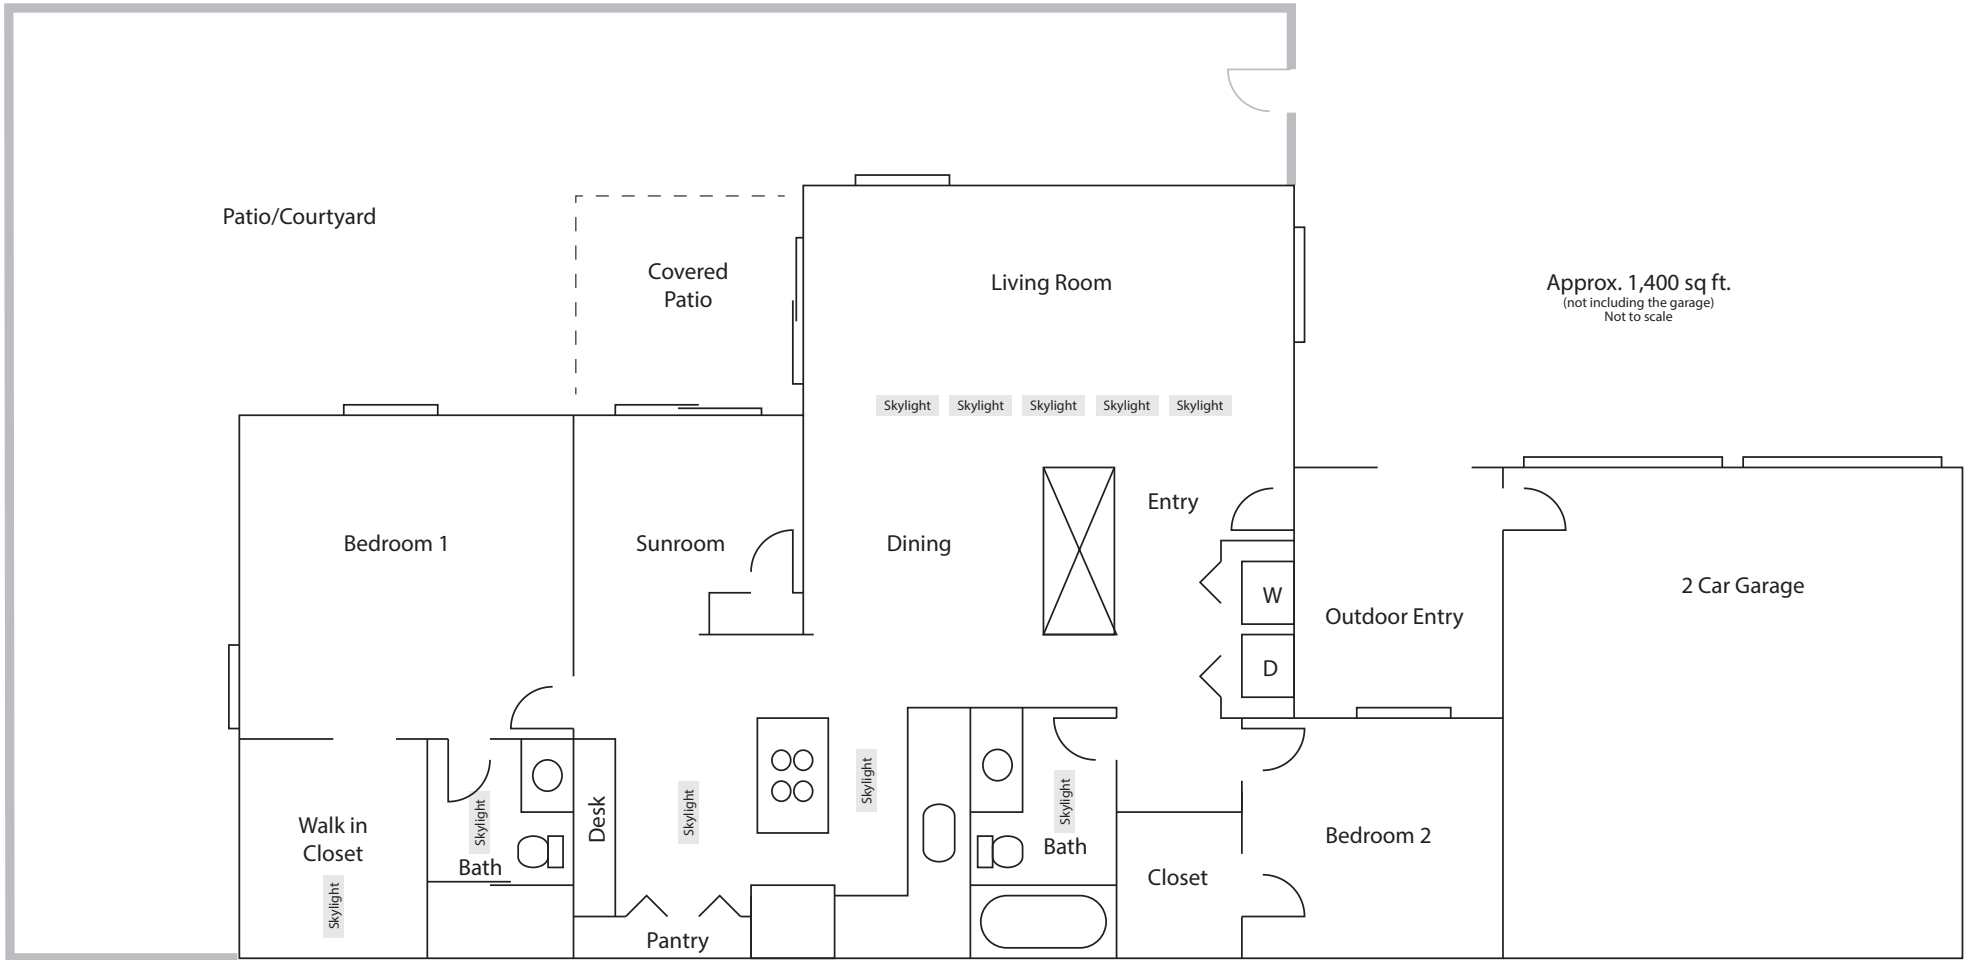 Patio/Courtyard
Covered
Patio
Living Room
Approx. 1,400 sq ft.
(not including the garage)
Not to scale
Skylight Skylight Skylight Skylight Skylight
Entry
Bedroom 1
Sunroom
Dining
W
Outdoor Entry
2 Car Garage
D
Skylight
Skylight
Skylight
Skylight
Desk
Walk in
Closet
Bath
Bath
Bedroom 2
Closet
Skylight
Pantry